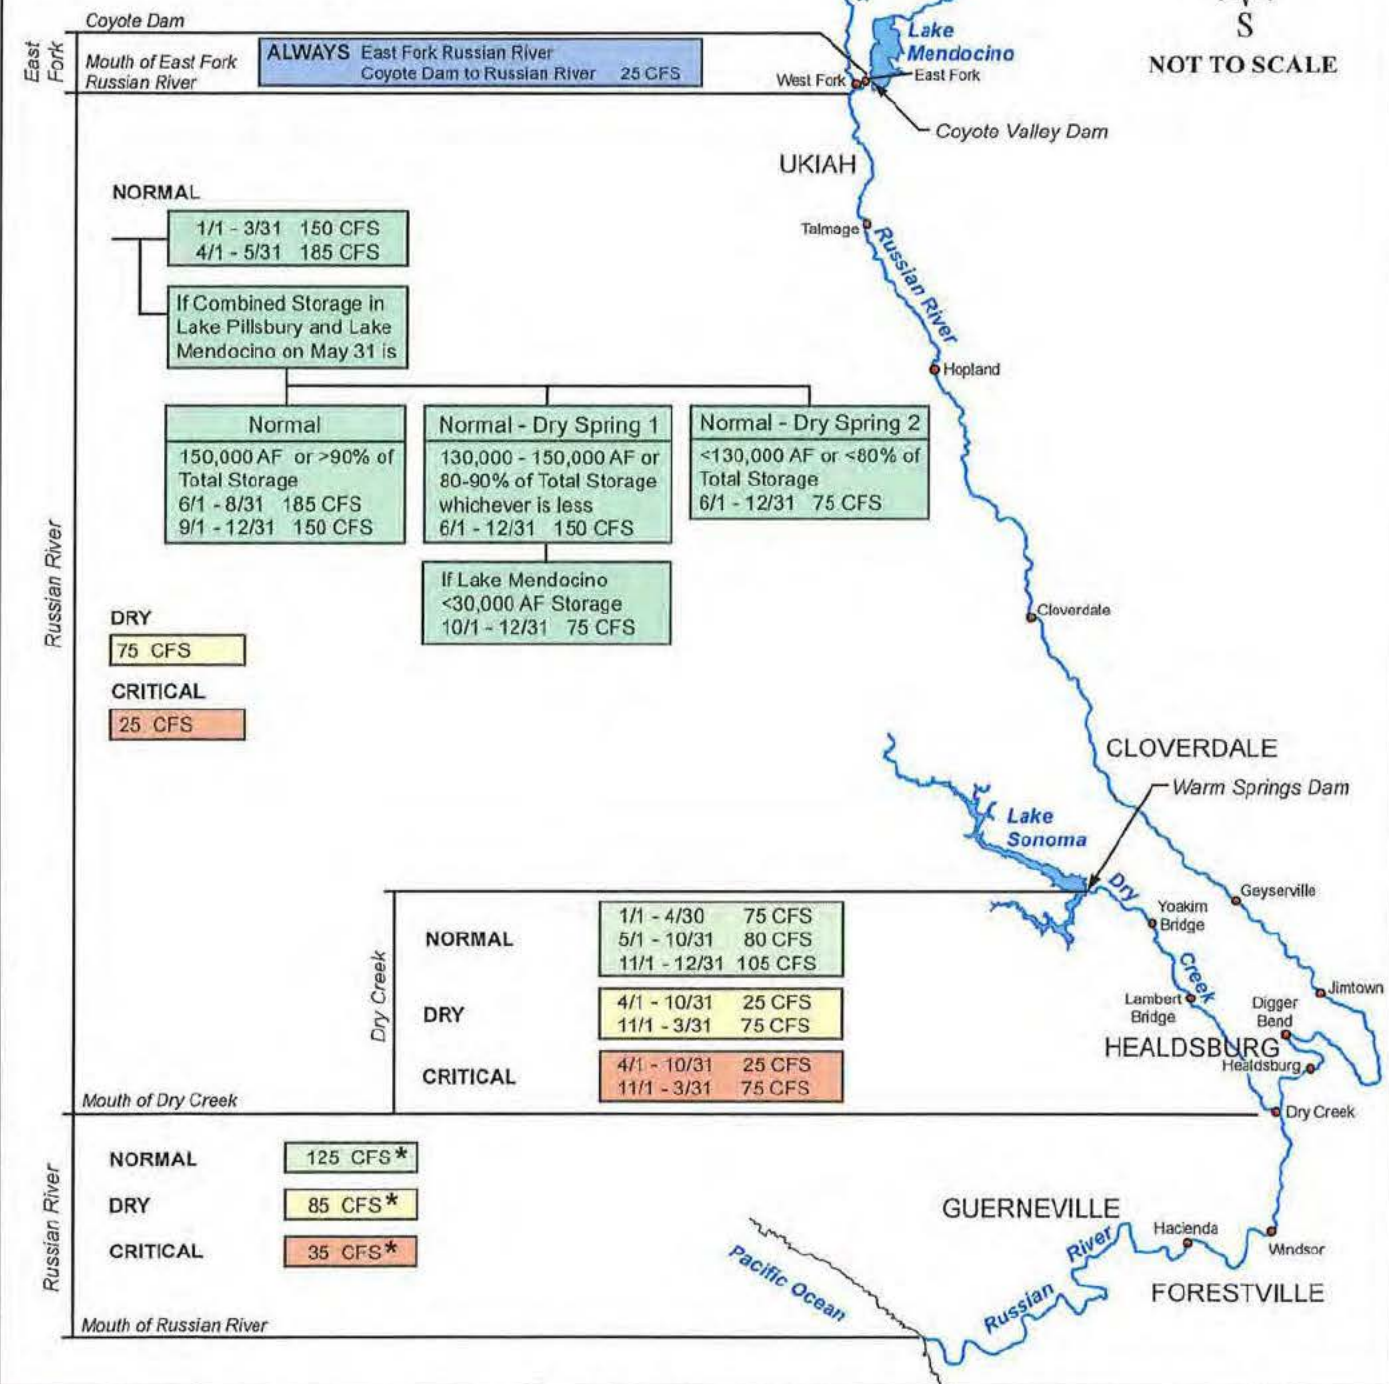 Coyote Dam
East
Fork
Mouth of East Fork
Russian River
ALWAYS East Fork Russian River
Coyote Dam to Russian River 25 CFS
Lake
Mendocino
S
NOT TO SCALE
West Fork
East Fork
Coyote Valley Dam
UKIAH
NORMAL
1/1 - 3/31 150 CFS
4/1 - 5/31 185 CFS
Talmage
Russian River
If Combined Storage in
Lake Pillsbury and Lake
Mendocino on May 31 is
Hopland
Normal
150,000 AF or >90% of
Total Storage
6/1 - 8/31 185 CFS
9/1 - 12/31 150 CFS
Normal - Dry Spring 1
130,000 - 150,000 AF or
80-90% of Total Storage
whichever is less
6/1 - 12/31 150 CFS
Normal - Dry Spring 2
<130,000 AF or <80% of
Total Storage
6/1 - 12/31 75 CFS
If Lake Mendocino
<30,000 AF Storage
10/1 - 12/31 75 CFS
Russian River
DRY
75 CFS
CRITICAL
25 CFS
Cloverdale
CLOVERDALE
Warm Springs Dam
Lake
Sonoma
Dry Creek
Yoakim
Bridge
Geyserville
Lambert
Bridge
Digger
Bend
Jimtown
HEALDSBURG
Healdsburg
Dry Creek
Dry Creek
NORMAL
1/1 - 4/30 75 CFS
5/1 - 10/31 80 CFS
11/1 - 12/31 105 CFS
DRY
4/1 - 10/31 25 CFS
11/1 - 3/31 75 CFS
CRITICAL
4/1 - 10/31 25 CFS
11/1 - 3/31 75 CFS
Mouth of Dry Creek
Russian River
NORMAL
125 CFS*
DRY
85 CFS*
CRITICAL
35 CFS*
GUERNEVILLE
Hacienda
Windsor
FORESTVILLE
Russian River
Pacific Ocean
Mouth of Russian River